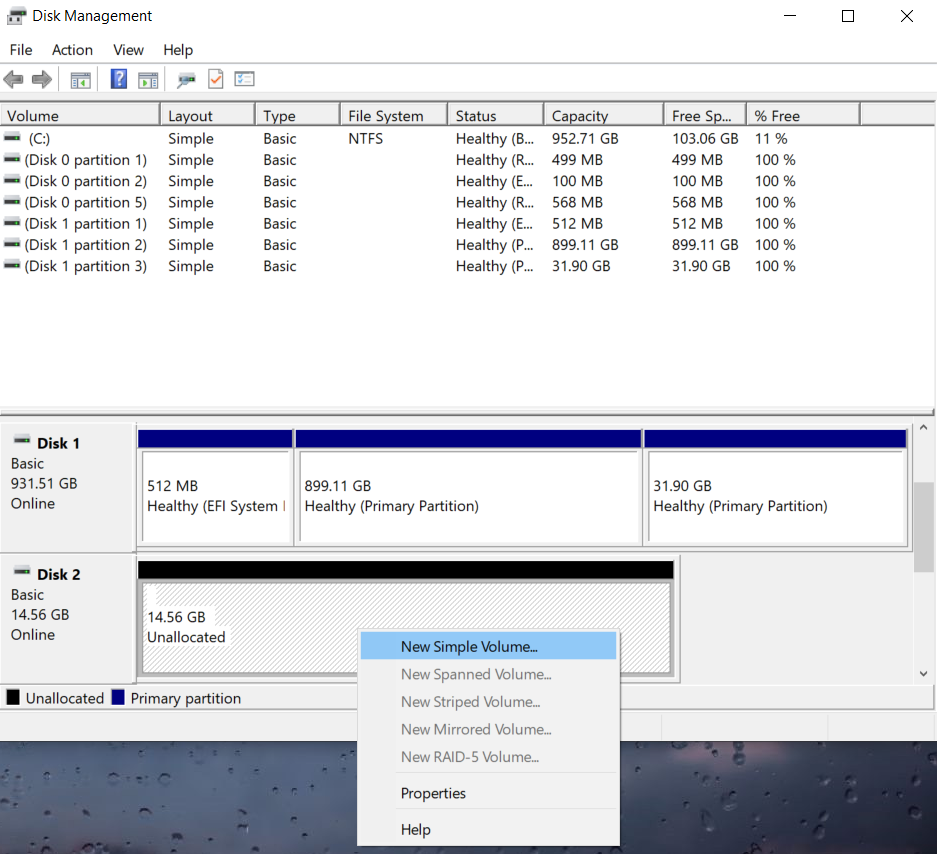 Disk Management
File Action View Help
Volume Layout Type File System Status Capacity Free Sp... % Free
(C:) Simple Basic NTFS Healthy (B... 952.71 GB 103.06 GB 11 %
(Disk 0 partition 1) Simple Basic Healthy (R... 499 MB 499 MB 100 %
(Disk 0 partition 2) Simple Basic Healthy (E... 100 MB 100 MB 100 %
(Disk 0 partition 5) Simple Basic Healthy (R... 568 MB 568 MB 100 %
(Disk 1 partition 1) Simple Basic Healthy (E... 512 MB 512 MB 100 %
(Disk 1 partition 2) Simple Basic Healthy (P... 899.11 GB 899.11 GB 100 %
(Disk 1 partition 3) Simple Basic Healthy (P... 31.90 GB 31.90 GB 100 %
Disk 1
Basic
931.51 GB
Online
512 MB
Healthy (EFI System
899.11 GB
Healthy (Primary Partition)
31.90 GB
Healthy (Primary Partition)
Disk 2
Basic
14.56 GB
Online
14.56 GB
Unallocated
New Simple Volume...
New Spanned Volume...
New Striped Volume...
New Mirrored Volume...
New RAID-5 Volume...
Properties
Help
Unallocated Primary partition